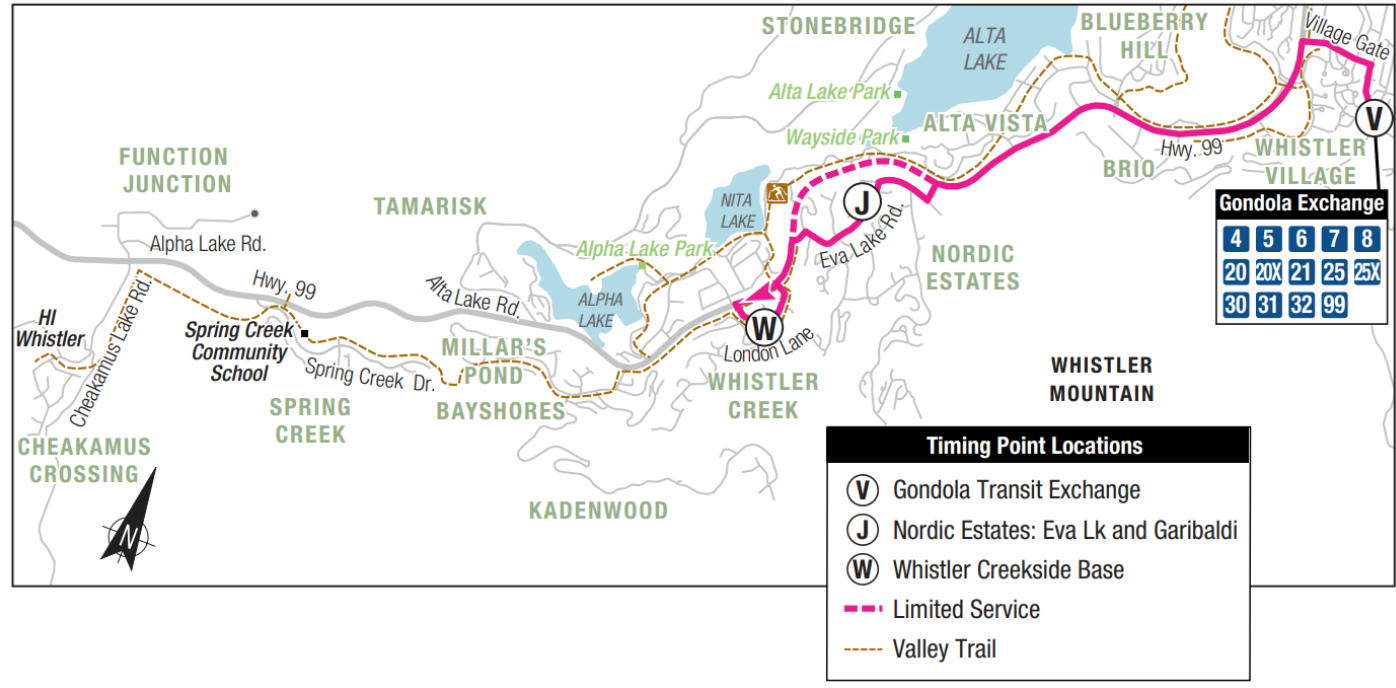 STONEBRIDGE
ALTA
LAKE
BLUEBERRY
HILL
Village Gate
Alta Lake Park
Wayside Park
ALTA VISTA
V
Hwy. 99
BRIO
WHISTLER
VILLAGE
FUNCTION
JUNCTION
TAMARISK
NITA
LAKE
J
Eva Lake Rd.
NORDIC
ESTATES
Gondola Exchange
4 5 6 7 8
20 20X 21 25 25X
30 31 32 99
Alpha Lake Rd.
Alpha Lake Park
Hwy. 99
Alta Lake Rd.
ALPHA
LAKE
W
London Lane
HI
Whistler
Cheakamus Lake Rd.
Spring Creek
Community
School
Spring Creek Dr.
MILLAR'S
POND
BAYSHORES
WHISTLER
CREEK
WHISTLER
MOUNTAIN
SPRING
CREEK
CHEAKAMUS
CROSSING
KADENWOOD
N
Timing Point Locations
V Gondola Transit Exchange
J Nordic Estates: Eva Lk and Garibaldi
W Whistler Creekside Base
Limited Service
Valley Trail